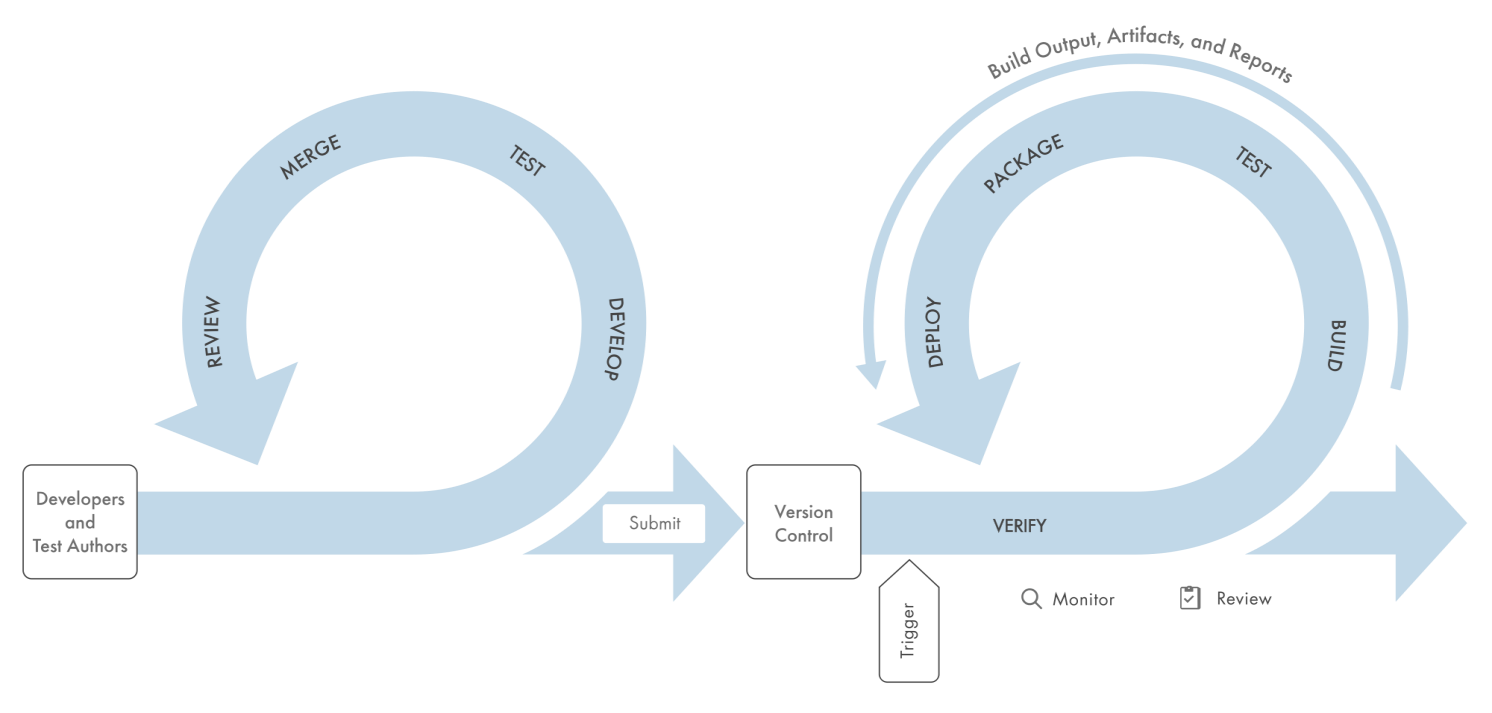 Build Output, Artifacts, and Reports
MERGE
TEST
REVIEW
DEVELOP
PACKAGE
TEST
DEPLOY
BUILD
Developers
and
Test Authors
Submit
Version
Control
VERIFY
Trigger
Monitor
Review